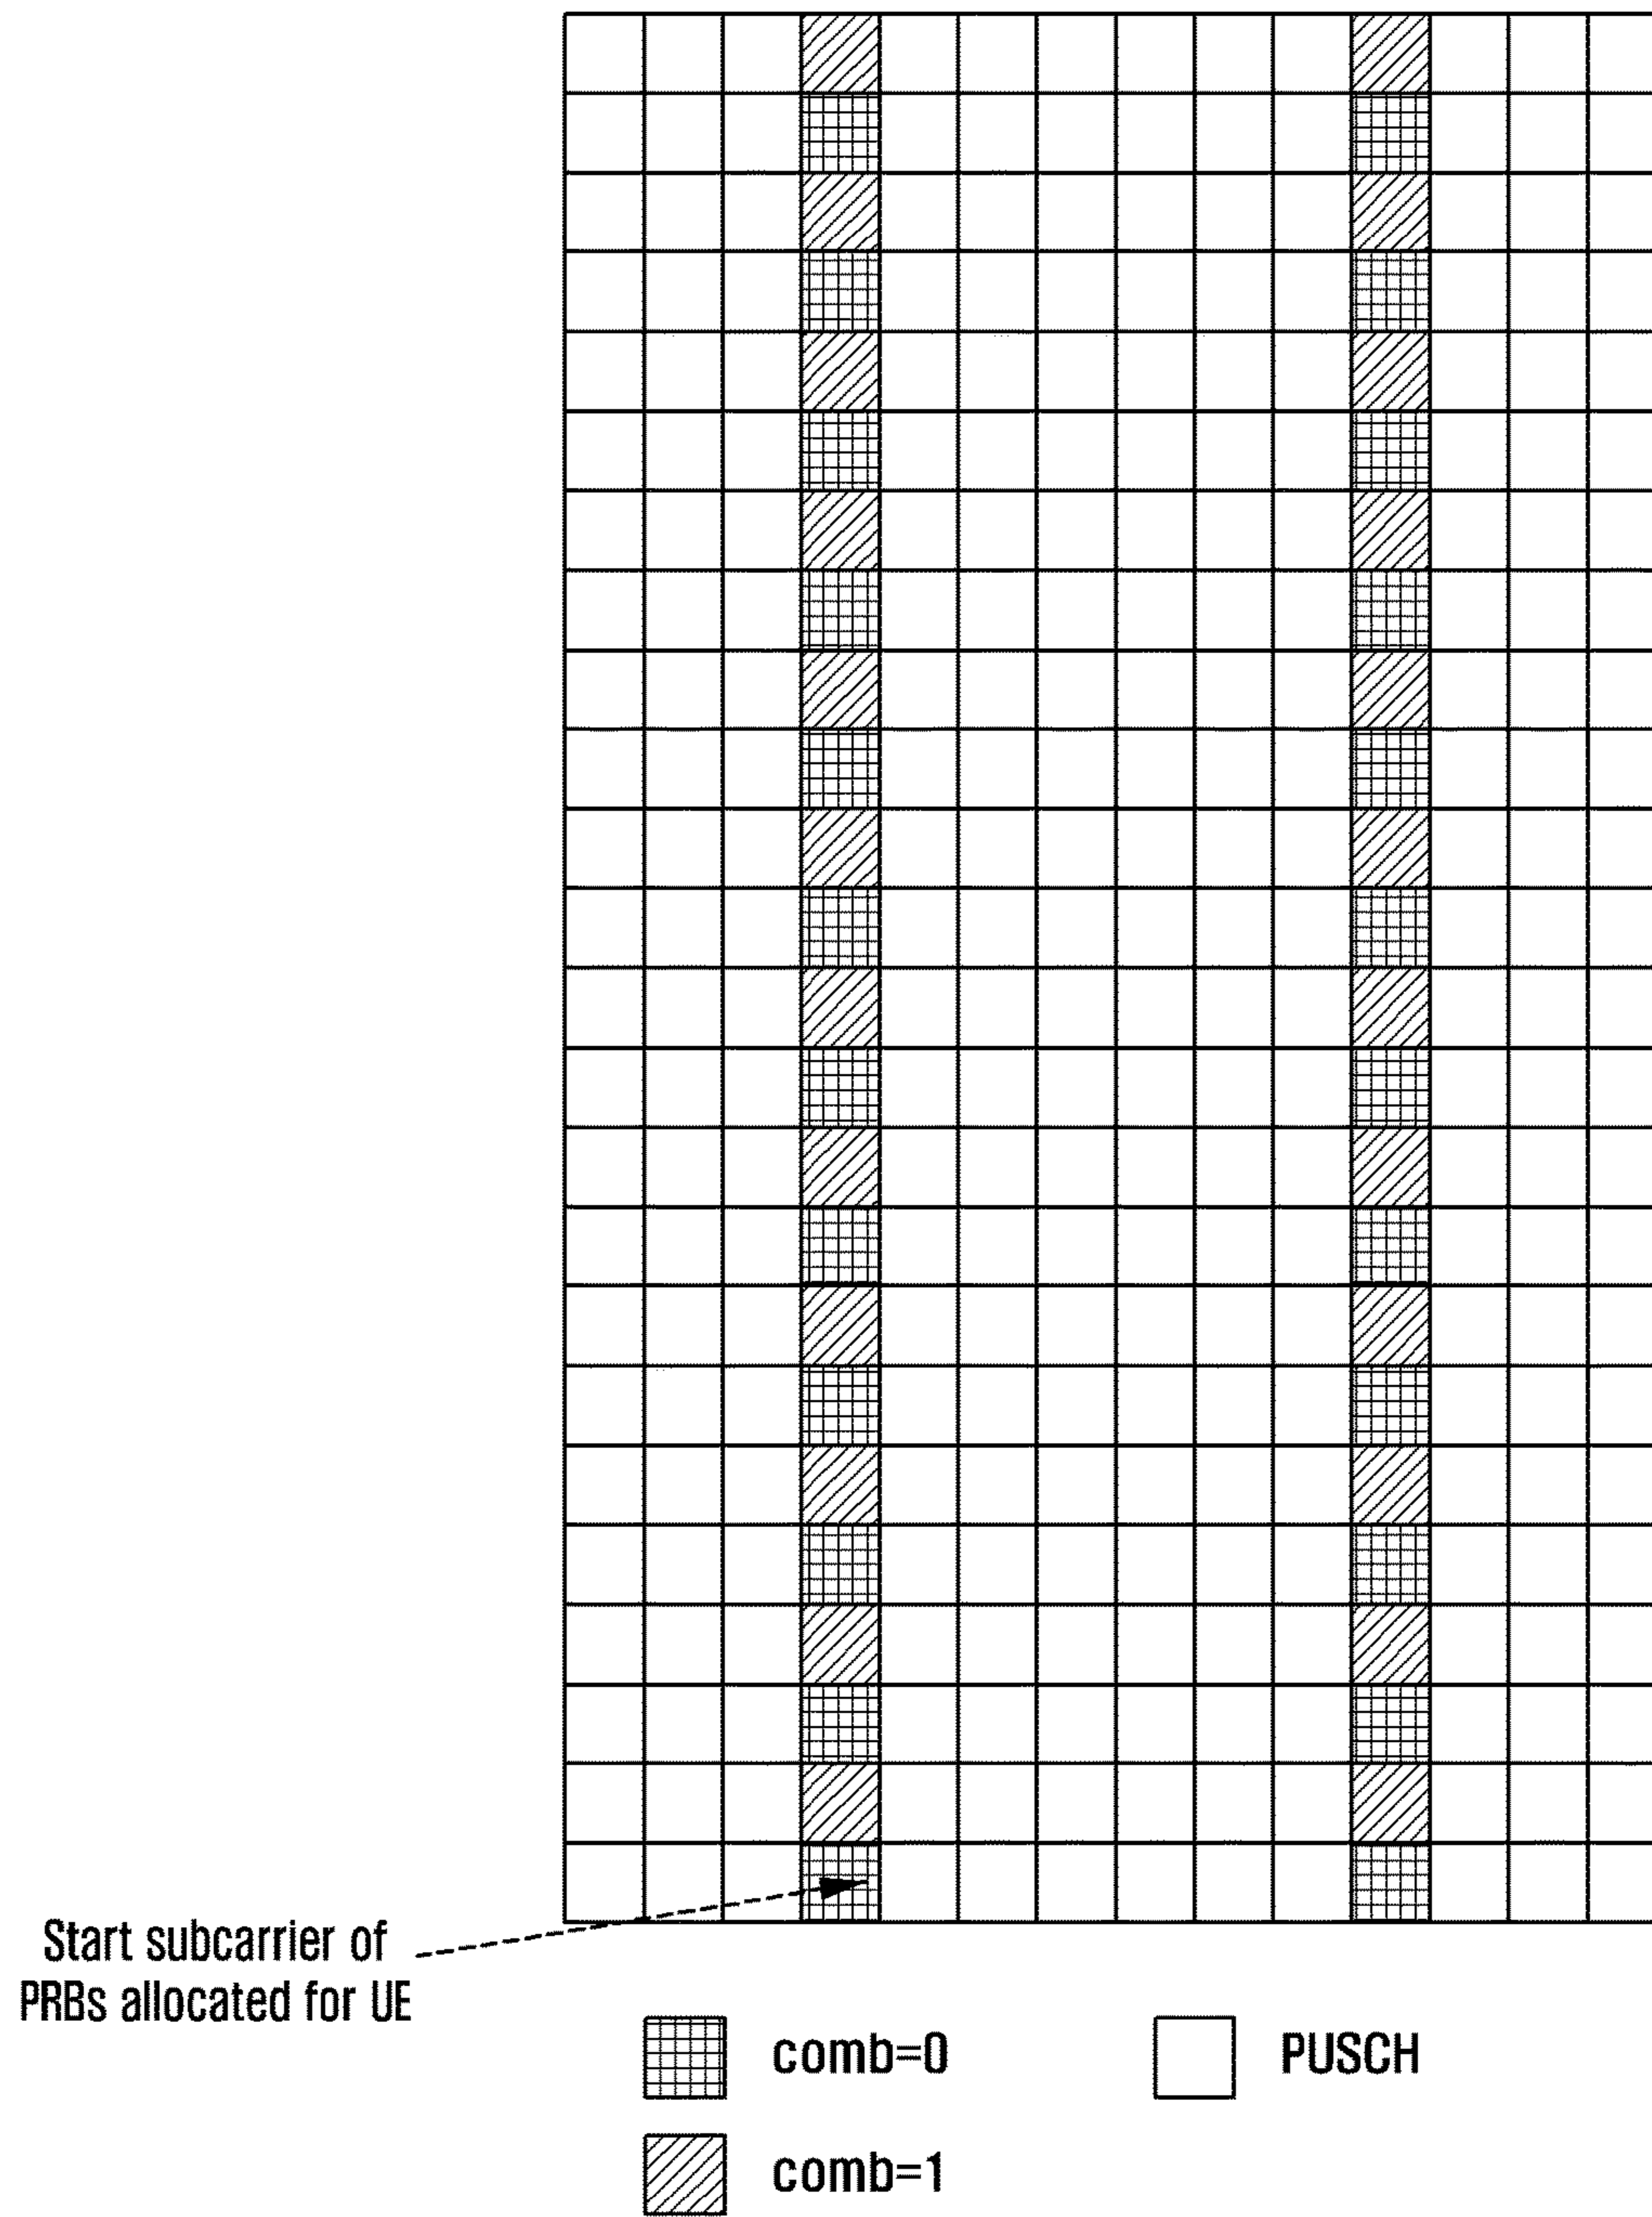 Start subcarrier of
PRBs allocated for UE
comb=0
PUSCH
comb=1